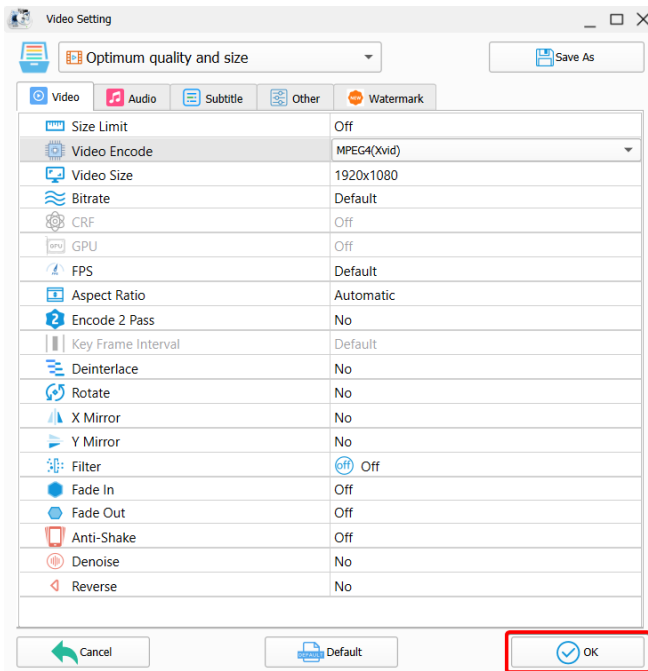 Video Setting
Optimum quality and size
Save As
Video Audio Subtitle Other Watermark
Size Limit Off
Video Encode MPEG4(Xvid)
Video Size 1920x1080
Bitrate Default
CRF Off
GPU GPU Off
FPS Default
Aspect Ratio Automatic
2 Encode 2 Pass No
Key Frame Interval Default
Deinterlace No
Rotate No
X Mirror No
Y Mirror No
Filter off Off
Fade In Off
Fade Out Off
Anti-Shake Off
Denoise No
Reverse No
Cancel DEFAULT Default OK